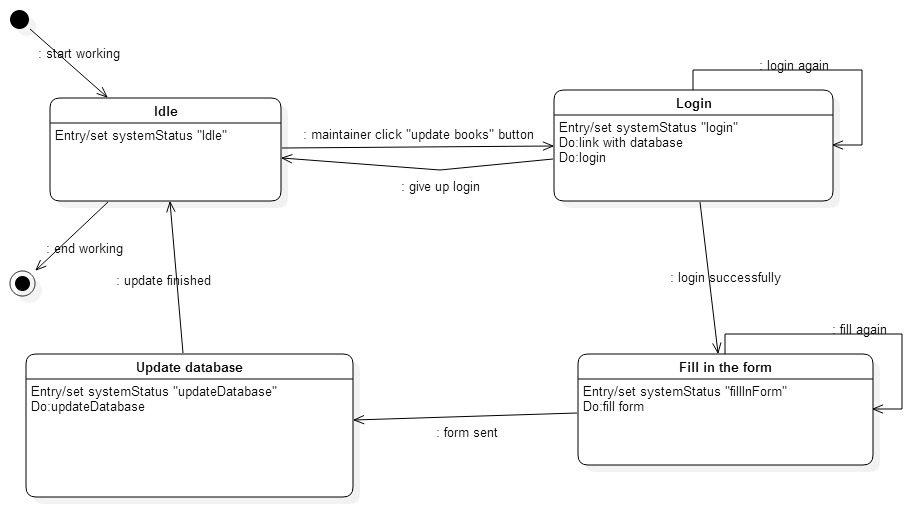 : start working
Idle
Entry/set systemStatus "Idle"
: maintainer click "update books" button
: give up login
: login again
Login
Entry/set systemStatus "login"
Do:link with database
Do:login
: end working
: update finished
: login successfully
: fill again
Update database
Entry/set systemStatus "updateDatabase"
Do:updateDatabase
: form sent
Fill in the form
Entry/set systemStatus "fillInForm"
Do:fill form